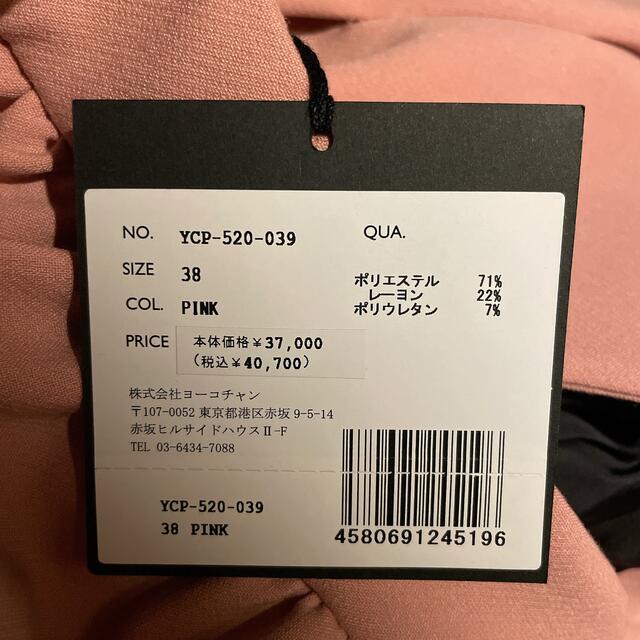 NO. YCP-520-039
SIZE 38
COL. PINK
PRICE 本体価格¥37,000
(税込¥40,700)
QUA.
ポリエステル 71%
レーヨン 22%
ポリウレタン 7%
株式会社ヨーコチャン
〒107-0052 東京都港区赤坂 9-5-14
赤坂ヒルサイドハウスⅡ-F
TEL 03-6434-7088
YCP-520-039
38 PINK
4580691245196